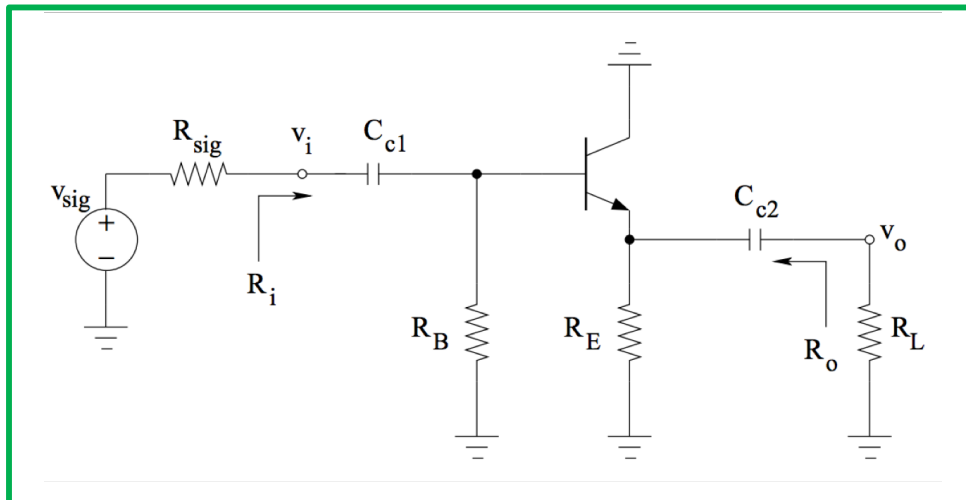 R_sig
v_i
C_c1
v_sig
+
−
R_i
R_B
R_E
C_c2
v_o
R_o
R_L